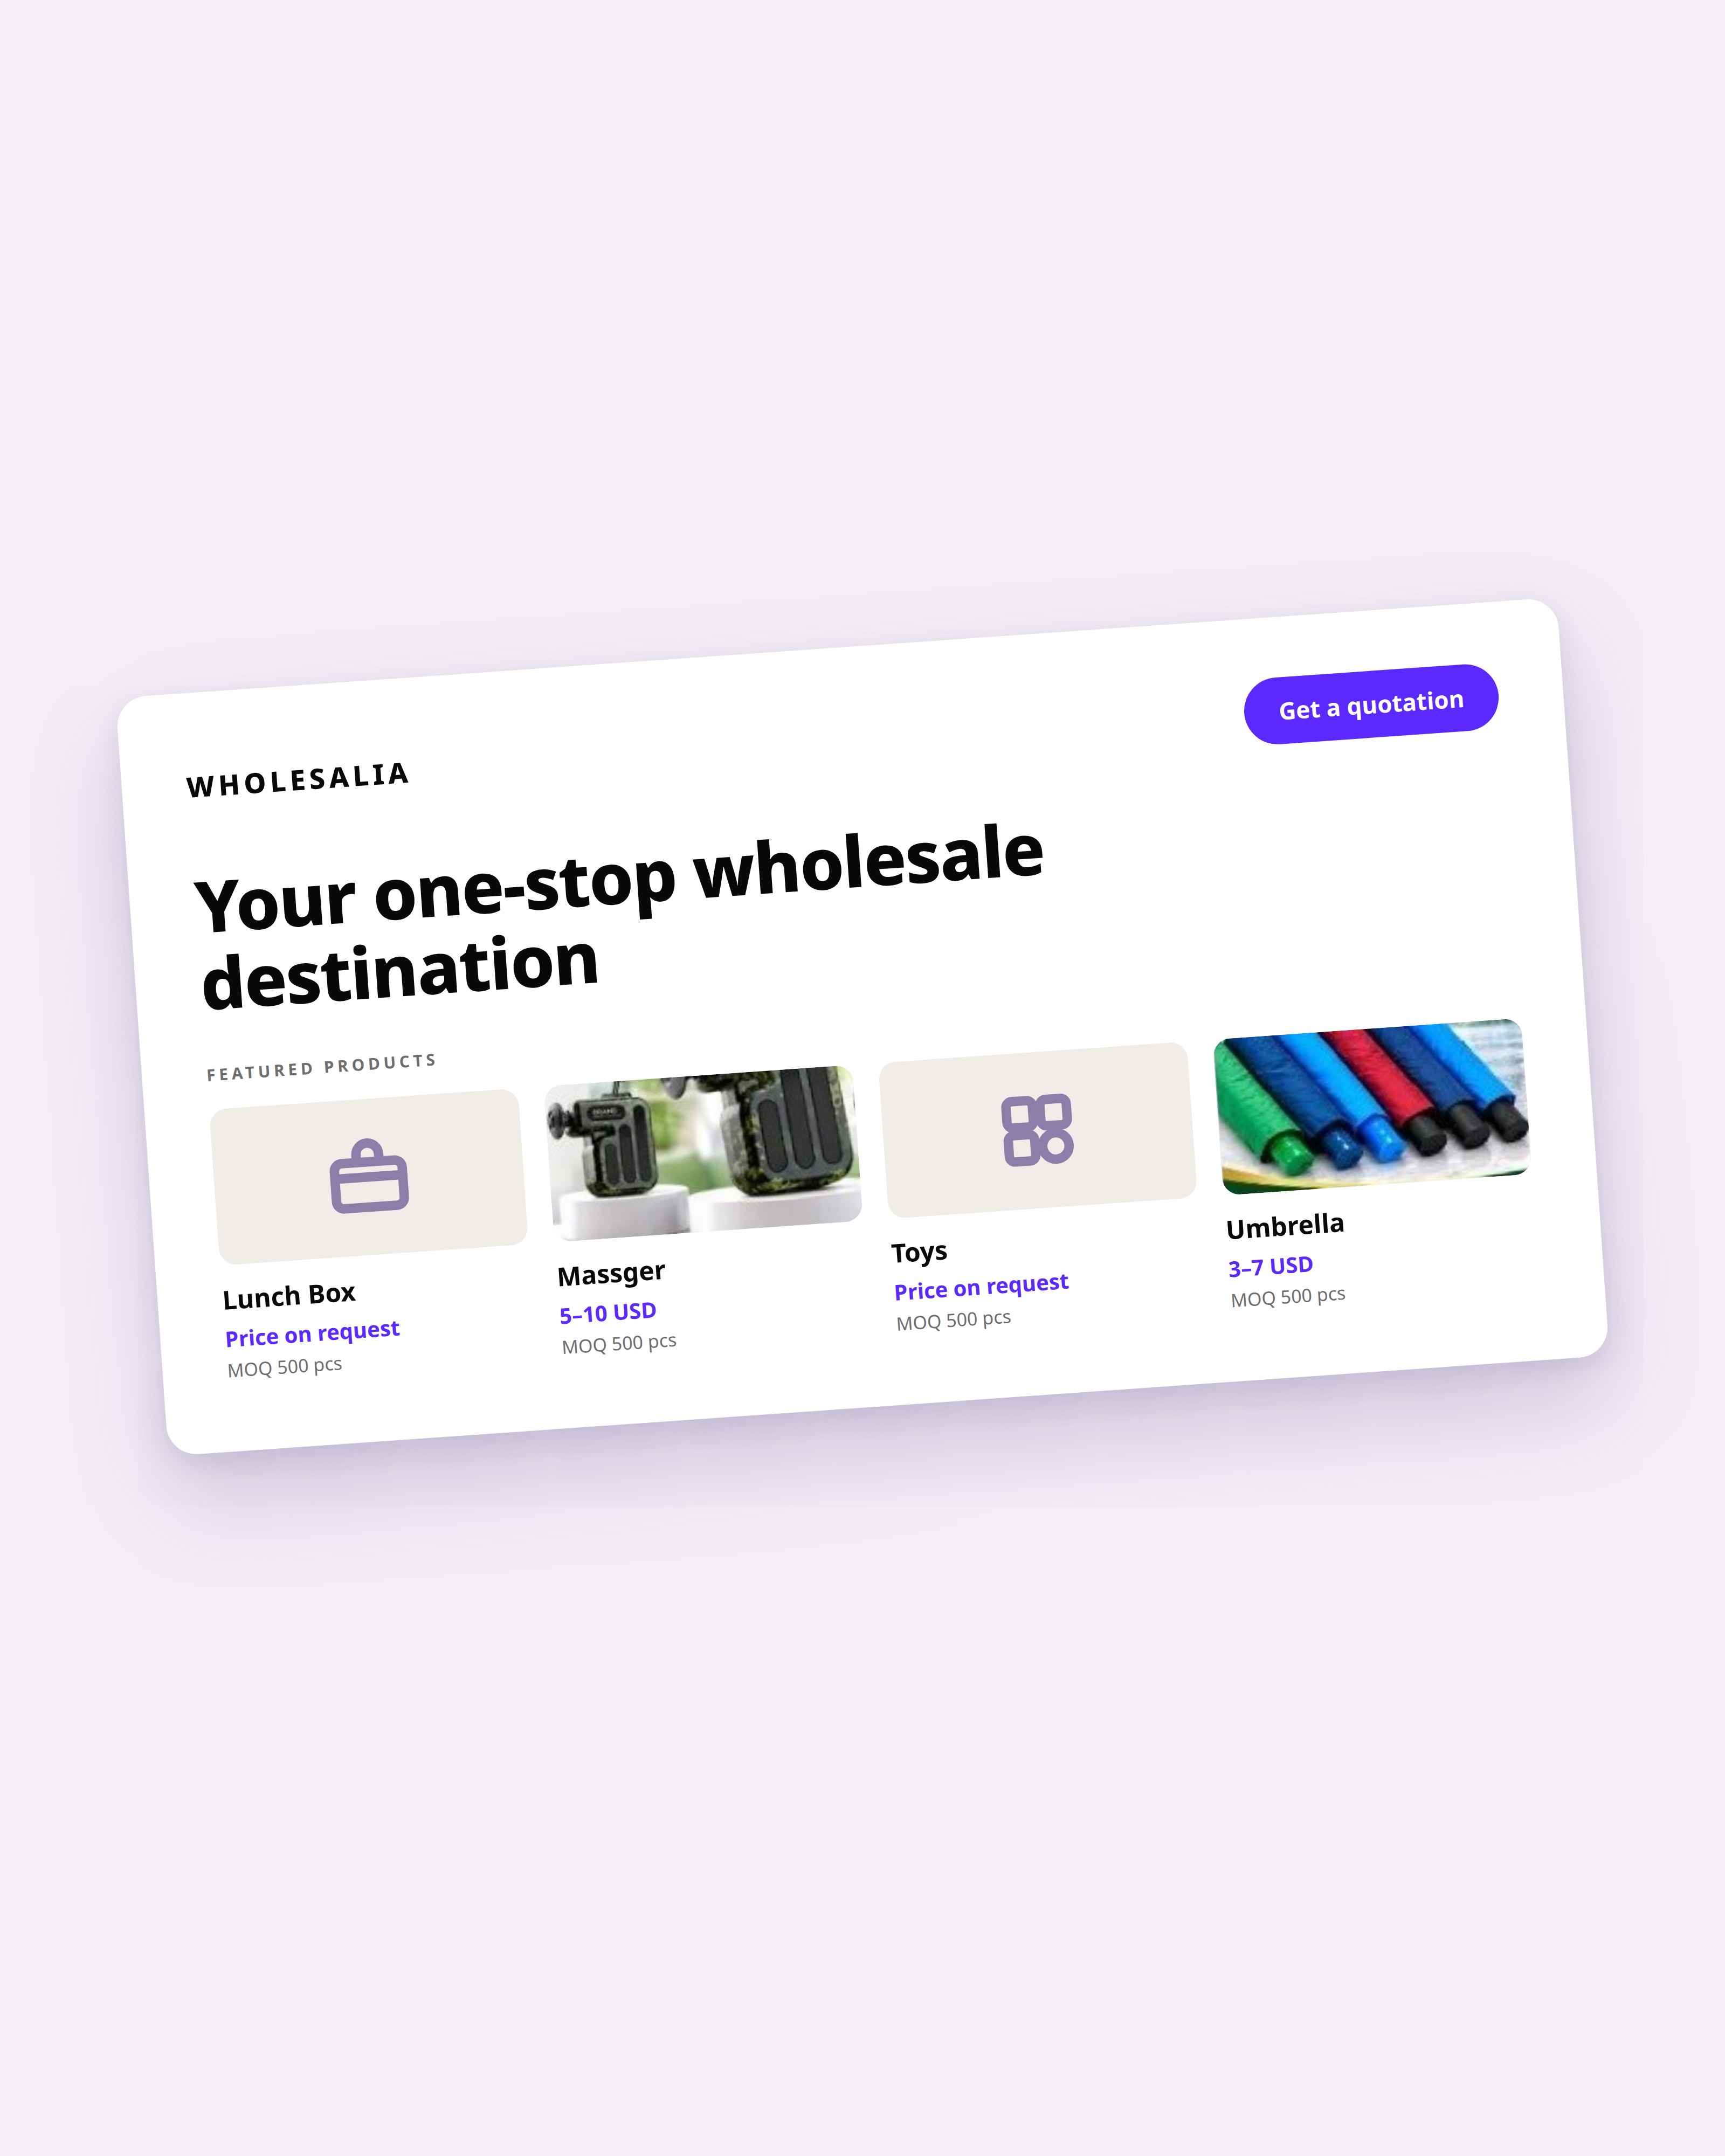 WHOLESALIA
Get a quotation
Your one-stop wholesale
destination
FEATURED PRODUCTS
Lunch Box
Price on request
MOQ 500 pcs
Massger
5–10 USD
MOQ 500 pcs
Toys
Price on request
MOQ 500 pcs
Umbrella
3–7 USD
MOQ 500 pcs